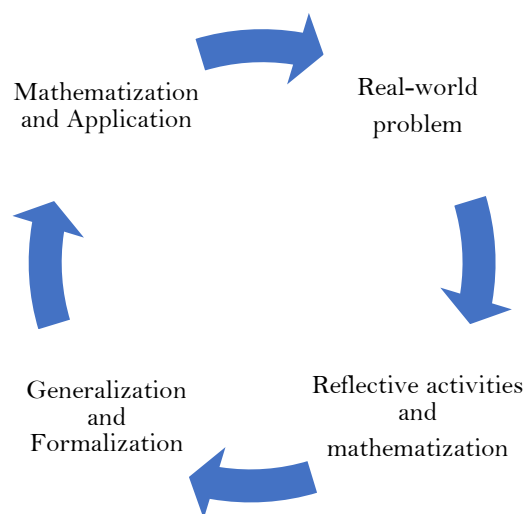 Mathematization
and Application
Real-world
problem
Reflective activities
and
mathematization
Generalization
and
Formalization